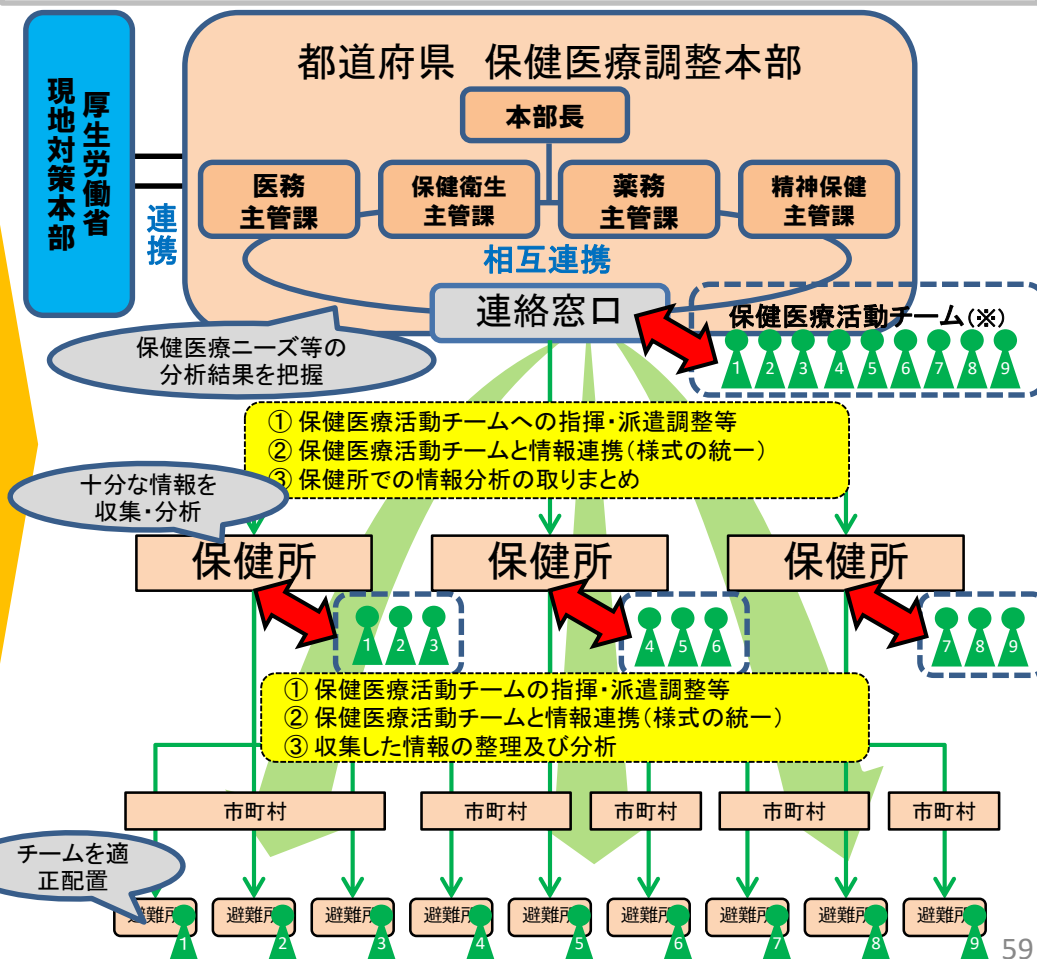 厚生労働省
現地対策本部
連携
都道府県　保健医療調整本部
本部長
医務
主管課
保健衛生
主管課
薬務
主管課
精神保健
主管課
相互連携
連絡窓口
保健医療活動チーム(※)
1 2 3 4 5 6 7 8 9
保健医療ニーズ等の
分析結果を把握
① 保健医療活動チームへの指揮・派遣調整等
② 保健医療活動チームと情報連携(様式の統一)
③ 保健所での情報分析の取りまとめ
十分な情報を
収集・分析
保健所 保健所 保健所
1 2 3 4 5 6 7 8 9
① 保健医療活動チームの指揮・派遣調整等
② 保健医療活動チームと情報連携(様式の統一)
③ 収集した情報の整理及び分析
市町村 市町村 市町村 市町村 市町村
チームを適
正配置
避難所 避難所 避難所 避難所 避難所 避難所 避難所 避難所 避難所
1 2 3 4 5 6 7 8 9
59